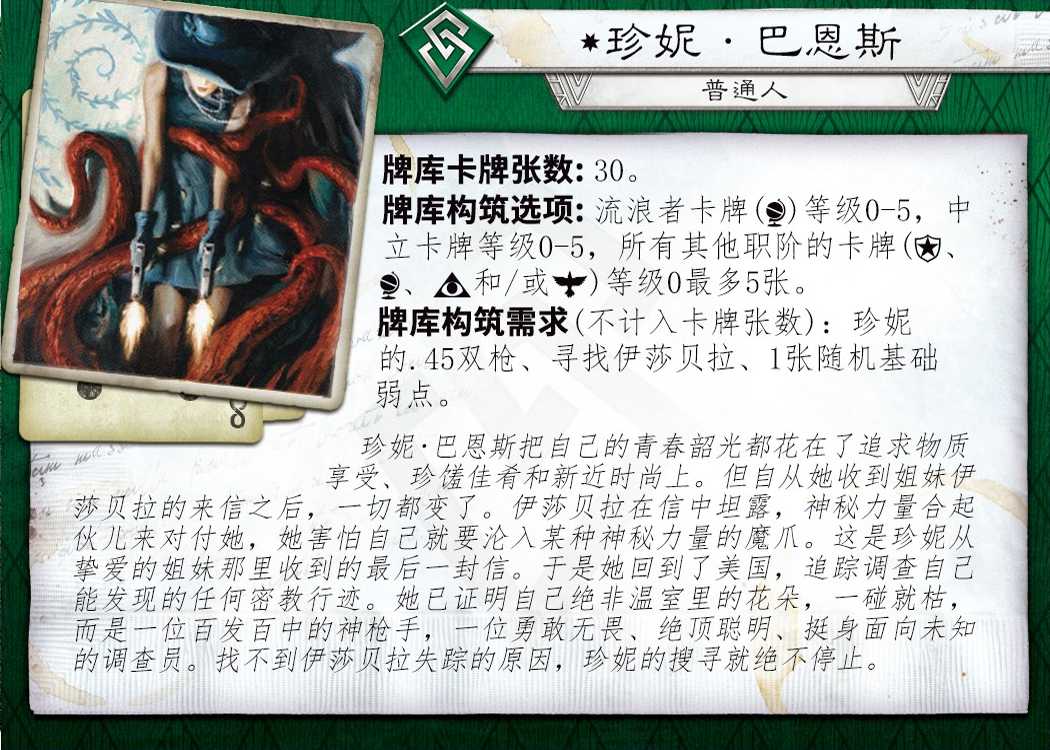 ✷珍妮·巴恩斯
普通人
牌库卡牌张数: 30。
牌库构筑选项: 流浪者卡牌()等级0-5，中
立卡牌等级0-5，所有其他职阶的卡牌(、
、和/或)等级0最多5张。
牌库构筑需求(不计入卡牌张数): 珍妮
的.45双枪、寻找伊莎贝拉、1张随机基础
弱点。
珍妮·巴恩斯把自己的青春韶光都花在了追求物质
享受、珍馐佳肴和新近时尚上。但自从她收到姐妹伊
莎贝拉的来信之后，一切都变了。伊莎贝拉在信中坦露，神秘力量合起
伙儿来对付她，她害怕自己就要沦入某种神秘力量的魔爪。这是珍妮从
挚爱的姐妹那里收到的最后一封信。于是她回到了美国，追踪调查自己
能发现的任何密教行迹。她已证明自己绝非温室里的花朵，一碰就枯，
而是一位百发百中的神枪手，一位勇敢无畏、绝顶聪明、挺身面向未知
的调查员。找不到伊莎贝拉失踪的原因，珍妮的搜寻就绝不停止。
8